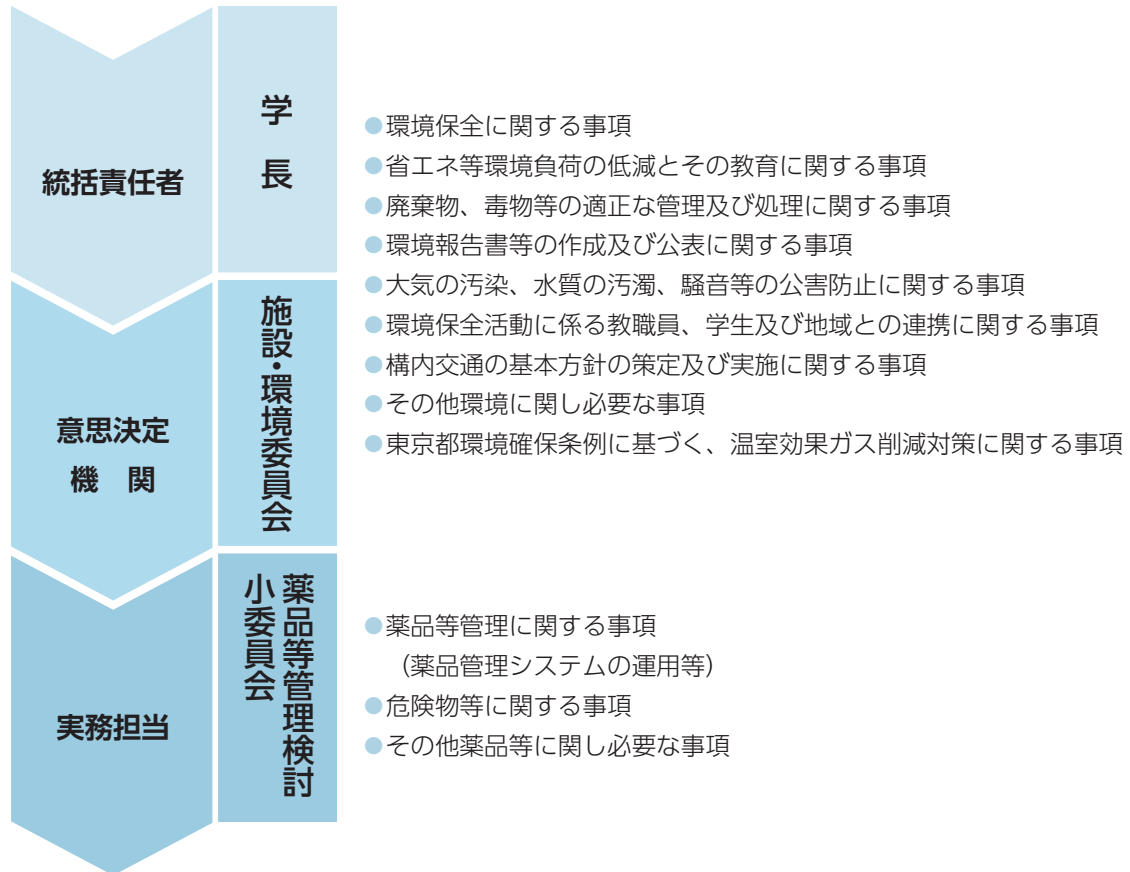 統括責任者
学長
●環境保全に関する事項
●省エネ等環境負荷の低減とその教育に関する事項
●廃棄物、毒物等の適正な管理及び処理に関する事項
●環境報告書等の作成及び公表に関する事項
●大気の汚染、水質の汚濁、騒音等の公害防止に関する事項
●環境保全活動に係る教職員、学生及び地域との連携に関する事項
●構内交通の基本方針の策定及び実施に関する事項
●その他環境に関し必要な事項
●東京都環境確保条例に基づく、温室効果ガス削減対策に関する事項
意思決定
機　関
施設・環境委員会
実務担当
薬品等管理検討
小委員会
●薬品等管理に関する事項
（薬品管理システムの運用等）
●危険物等に関する事項
●その他薬品等に関し必要な事項